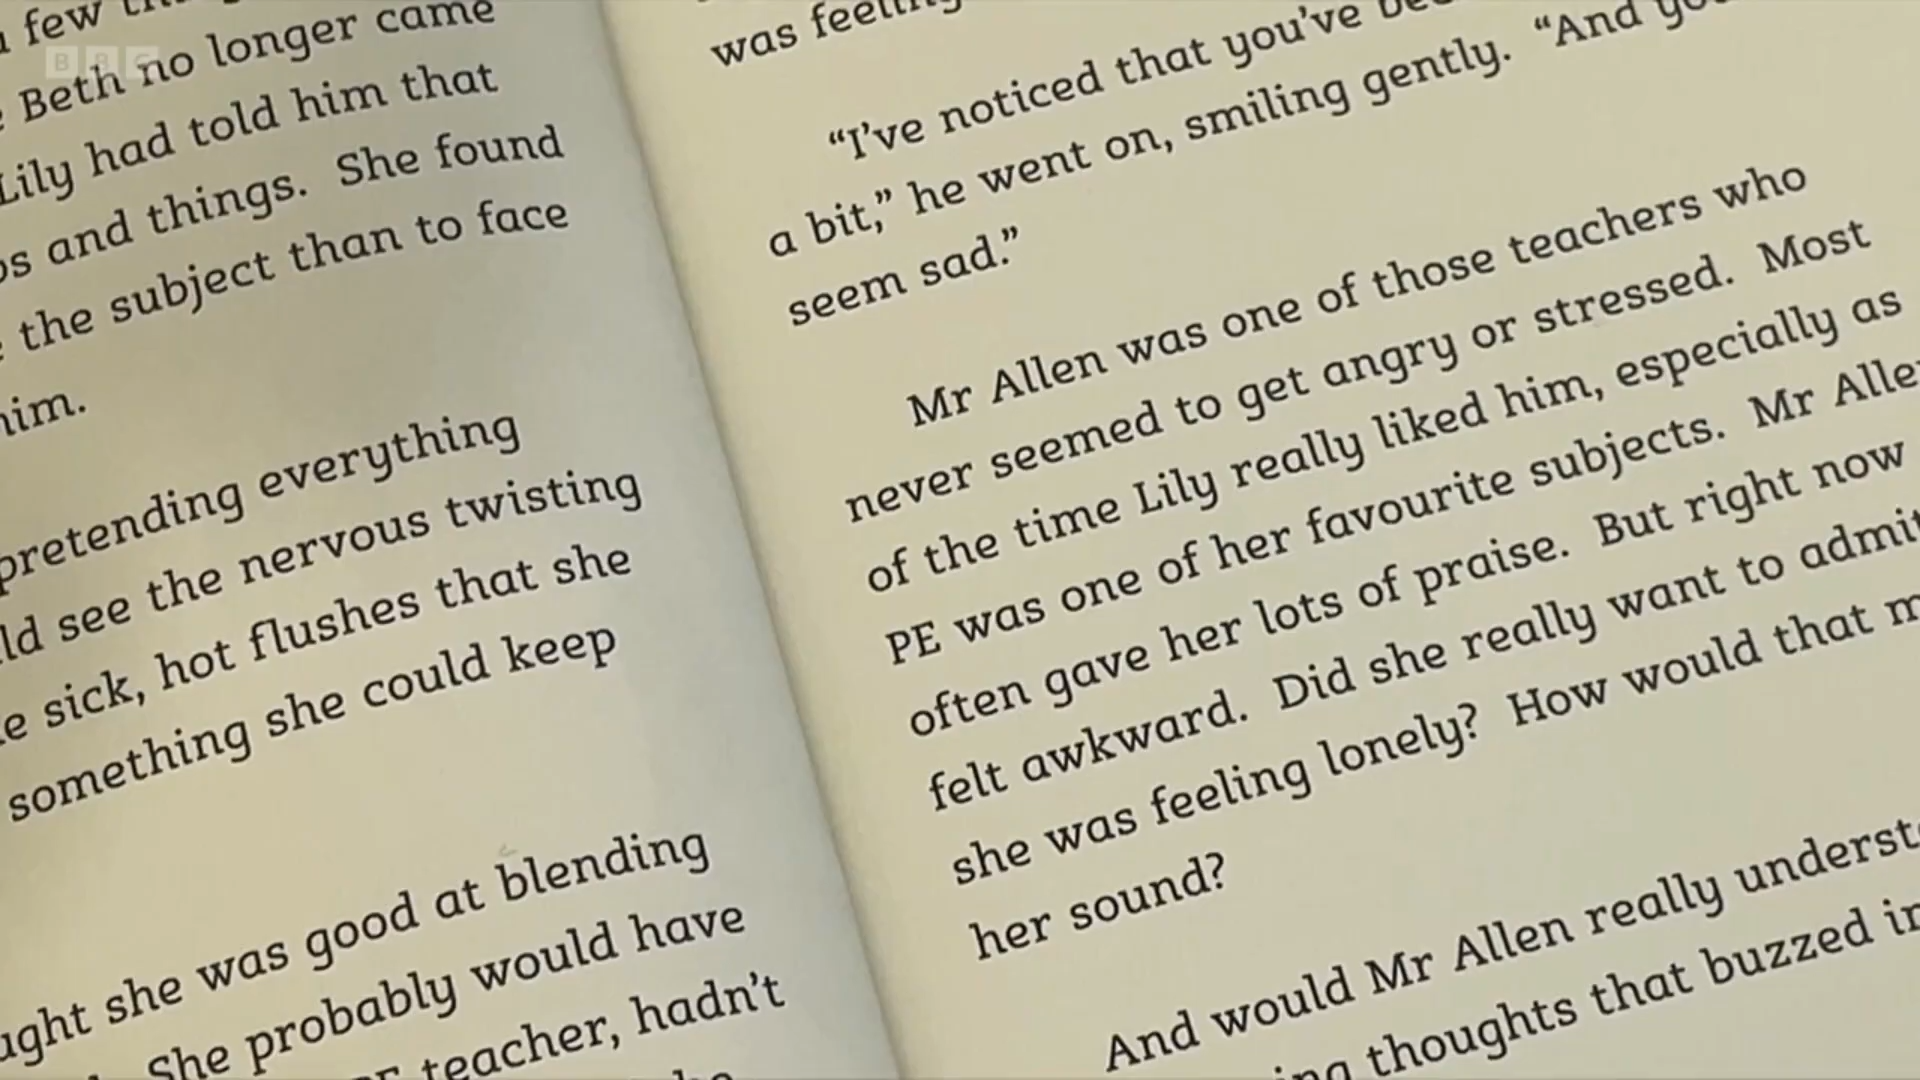 BBC
few
Beth no longer came
Lily had told him that
and things. She found
the subject than to face
him.
pretending everything
see the nervous twisting
sick, hot flushes that she
something she could keep
she was good at blending
She probably would have
teacher, hadn't
was feeling
"I've noticed that you've
a bit," he went on, smiling gently. "And
seem sad."
Mr Allen was one of those teachers who
never seemed to get angry or stressed. Most
of the time Lily really liked him, especially as
PE was one of her favourite subjects. Mr Allen
often gave her lots of praise. But right now
felt awkward. Did she really want to admit
she was feeling lonely? How would that
her sound?
And would Mr Allen really
thoughts that buzzed